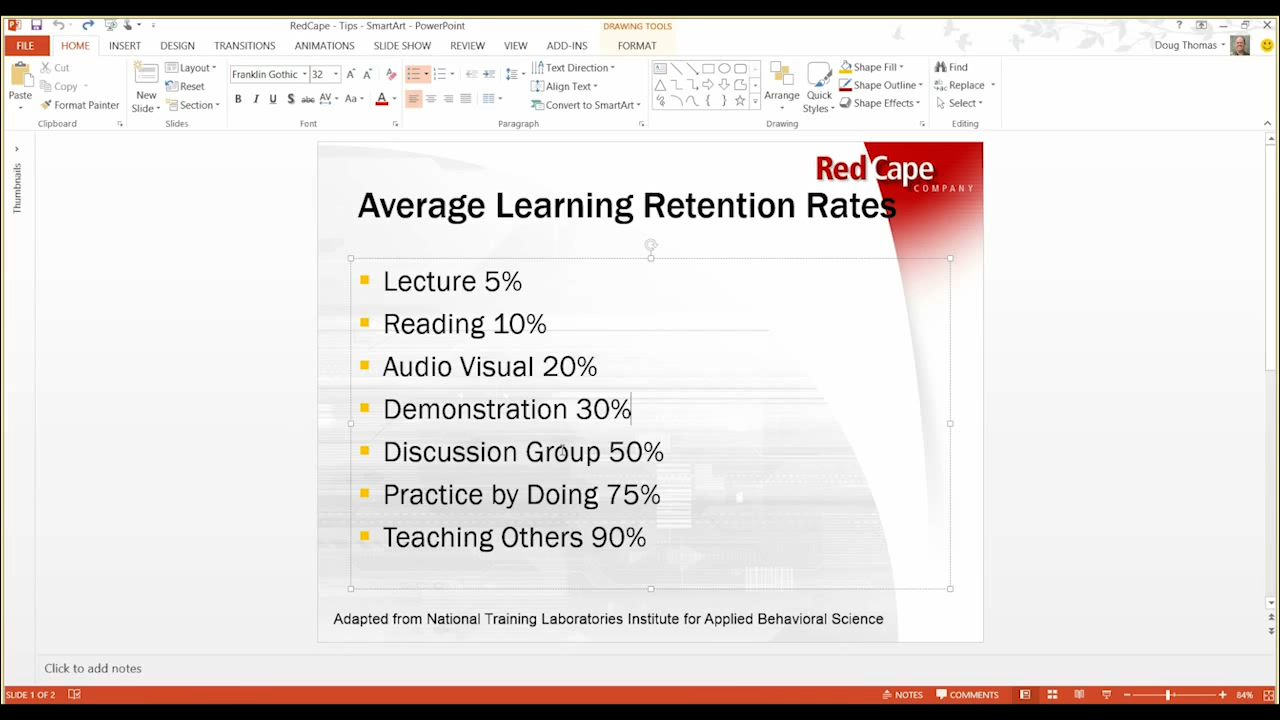 RedCape - Tips - SmartArt - PowerPoint
DRAWING TOOLS
?
FILE HOME INSERT DESIGN TRANSITIONS ANIMATIONS SLIDE SHOW REVIEW VIEW ADD-INS FORMAT
Doug Thomas
Paste
Cut
Copy
Format Painter
Clipboard
New
Slide
Layout
Reset
Section
Slides
Franklin Gothic 32
B I U S abc AV Aa A
Font
Text Direction
Align Text
Convert to SmartArt
Paragraph
Arrange
Quick
Styles
Shape Fill
Shape Outline
Shape Effects
Drawing
Find
Replace
Select
Editing
Thumbnails
RedCape
COMPANY
Average Learning Retention Rates
Lecture 5%
Reading 10%
Audio Visual 20%
Demonstration 30%
Discussion Group 50%
Practice by Doing 75%
Teaching Others 90%
Adapted from National Training Laboratories Institute for Applied Behavioral Science
Click to add notes
SLIDE 1 OF 2
NOTES
COMMENTS
84%